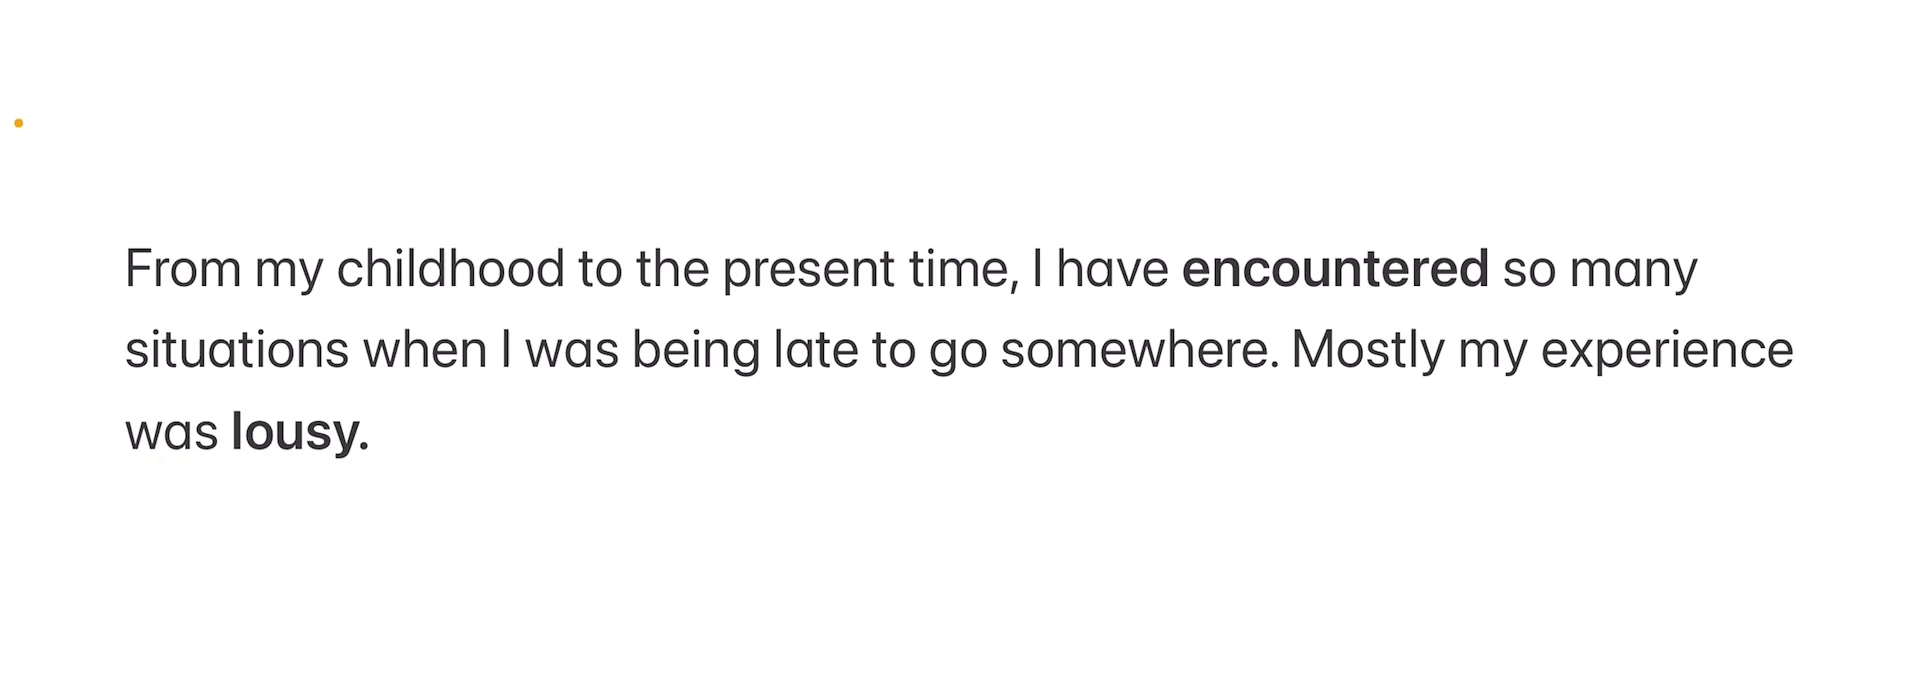 From my childhood to the present time, I have encountered so many
situations when I was being late to go somewhere. Mostly my experience
was lousy.